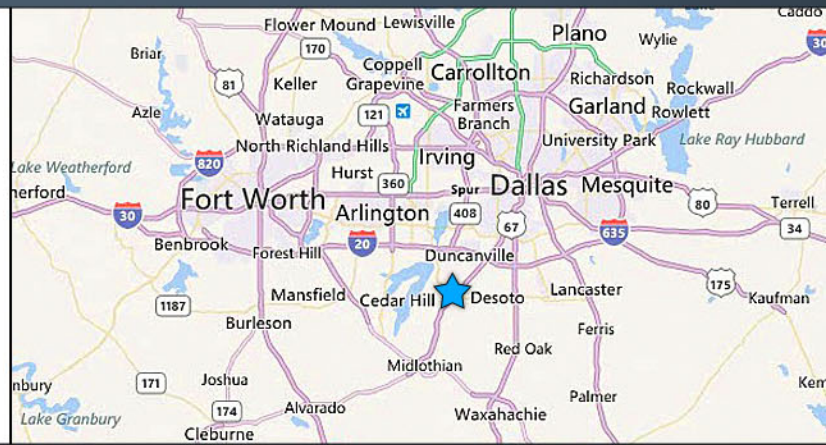 Flower Mound
Lewisville
Caddo
Plano
Wylie
30
Briar
170
Coppell
Carrollton
Richardson
Keller
81
Grapevine
Rockwall
Garland
Rowlett
Azle
121
Farmers
Branch
Watauga
University Park
Lake Ray Hubbard
North Richland Hills
820
Irving
Lake Weatherford
Hurst
360
Spur
Dallas
Mesquite
herford
Fort Worth
80
Terrell
30
Arlington
408
67
34
635
20
Benbrook
Forest Hill
Duncanville
175
Mansfield
Cedar Hill
Desoto
Lancaster
Kaufman
1187
Burleson
Ferris
Red Oak
Midlothian
171
Joshua
nbury
Kem
Palmer
174
Alvarado
Waxahachie
Lake Granbury
Cleburne